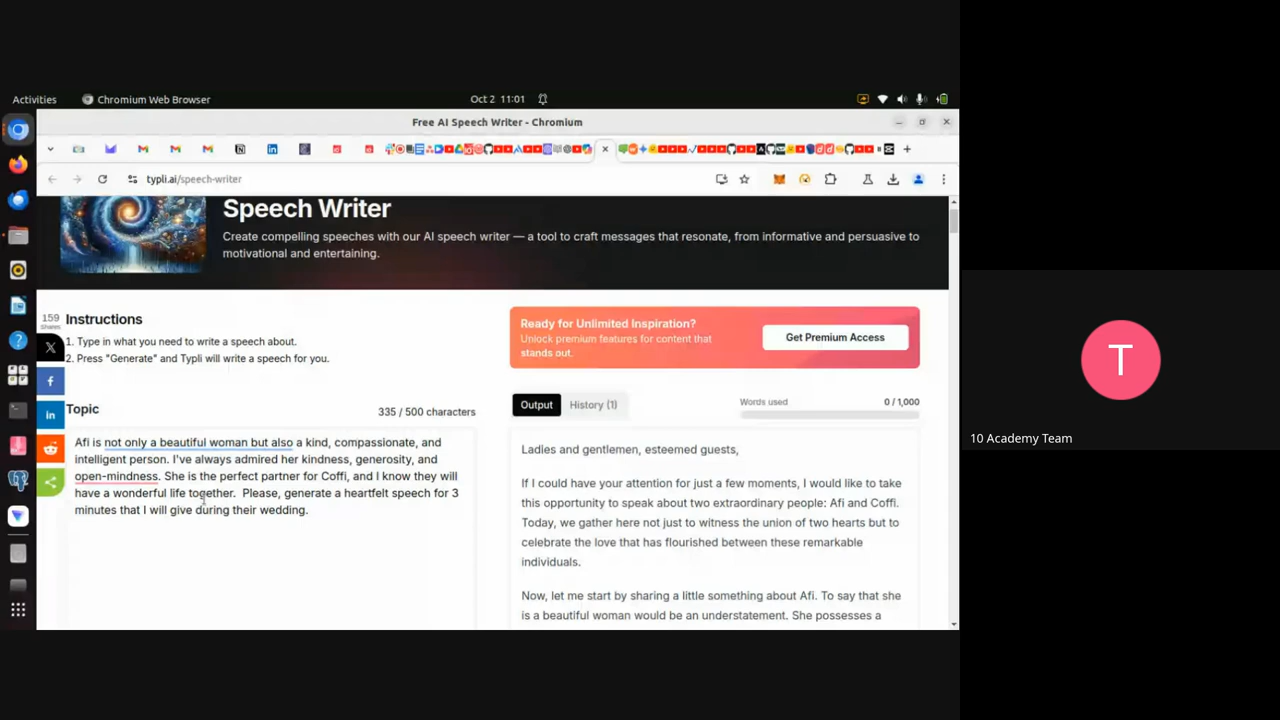 Activities
Chromium Web Browser
Oct 2 11:01
Free AI Speech Writer - Chromium
typli.ai/speech-writer
Speech Writer
Create compelling speeches with our AI speech writer — a tool to craft messages that resonate, from informative and persuasive to
motivational and entertaining.
159
Shares
Instructions
1. Type in what you need to write a speech about.
2. Press "Generate" and Typli will write a speech for you.
Ready for Unlimited Inspiration?
Unlock premium features for content that
stands out.
Get Premium Access
Topic
335 / 500 characters
Afi is not only a beautiful woman but also a kind, compassionate, and
intelligent person. I've always admired her kindness, generosity, and
open-mindness. She is the perfect partner for Coffi, and I know they will
have a wonderful life together. Please, generate a heartfelt speech for 3
minutes that I will give during their wedding.
Output
History (1)
Words used
0 / 1,000
Ladies and gentlemen, esteemed guests,
If I could have your attention for just a few moments, I would like to take
this opportunity to speak about two extraordinary people: Afi and Coffi.
Today, we gather here not just to witness the union of two hearts but to
celebrate the love that has flourished between these remarkable
individuals.
Now, let me start by sharing a little something about Afi. To say that she
is a beautiful woman would be an understatement. She possesses a
T
10 Academy Team